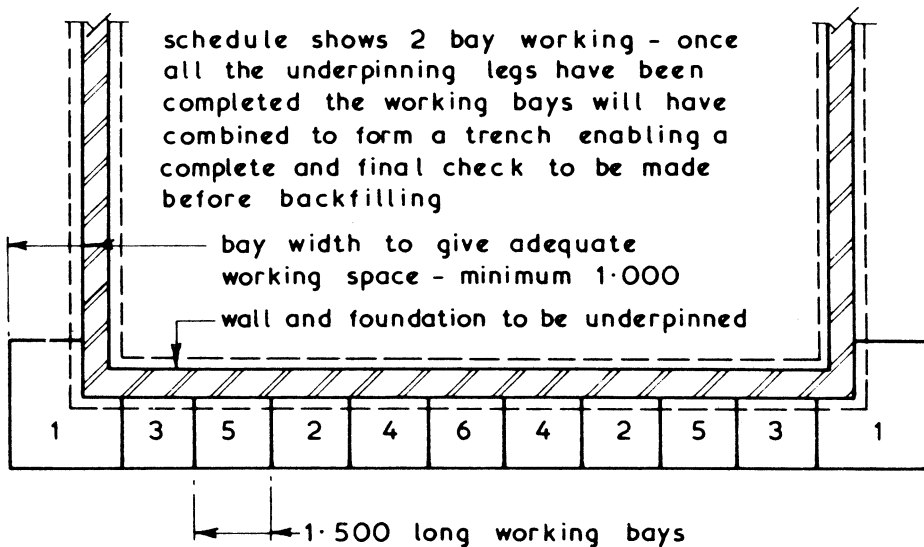 schedule shows 2 bay working - once
all the underpinning legs have been
completed the working bays will have
combined to form a trench enabling a
complete and final check to be made
before backfilling
bay width to give adequate
working space - minimum 1·000
wall and foundation to be underpinned
1 3 5 2 4 6 4 2 5 3 1
1·500 long working bays